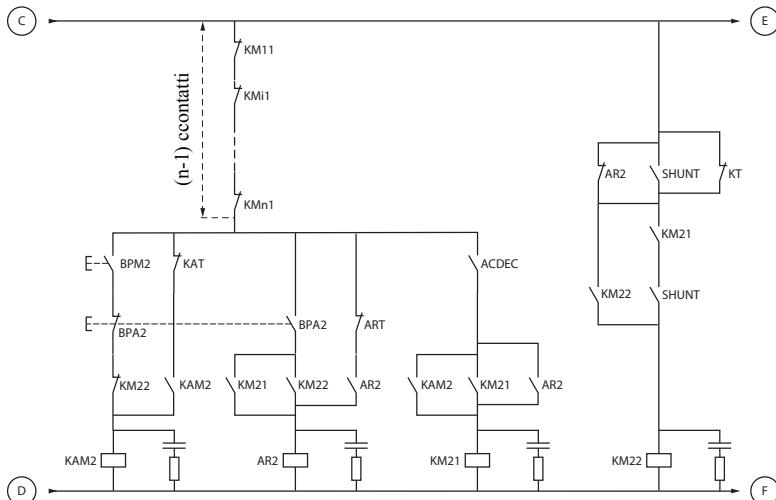 C
E
KM11
KMi1
(n-1) ccontatti
KMn1
AR2
SHUNT
KT
KM21
BPM2
KAT
ACDEC
KM22
SHUNT
BPA2
BPA2
ART
KM22
KAM2
KM21
KM22
AR2
KAM2
KM21
AR2
KAM2
AR2
KM21
KM22
D
F